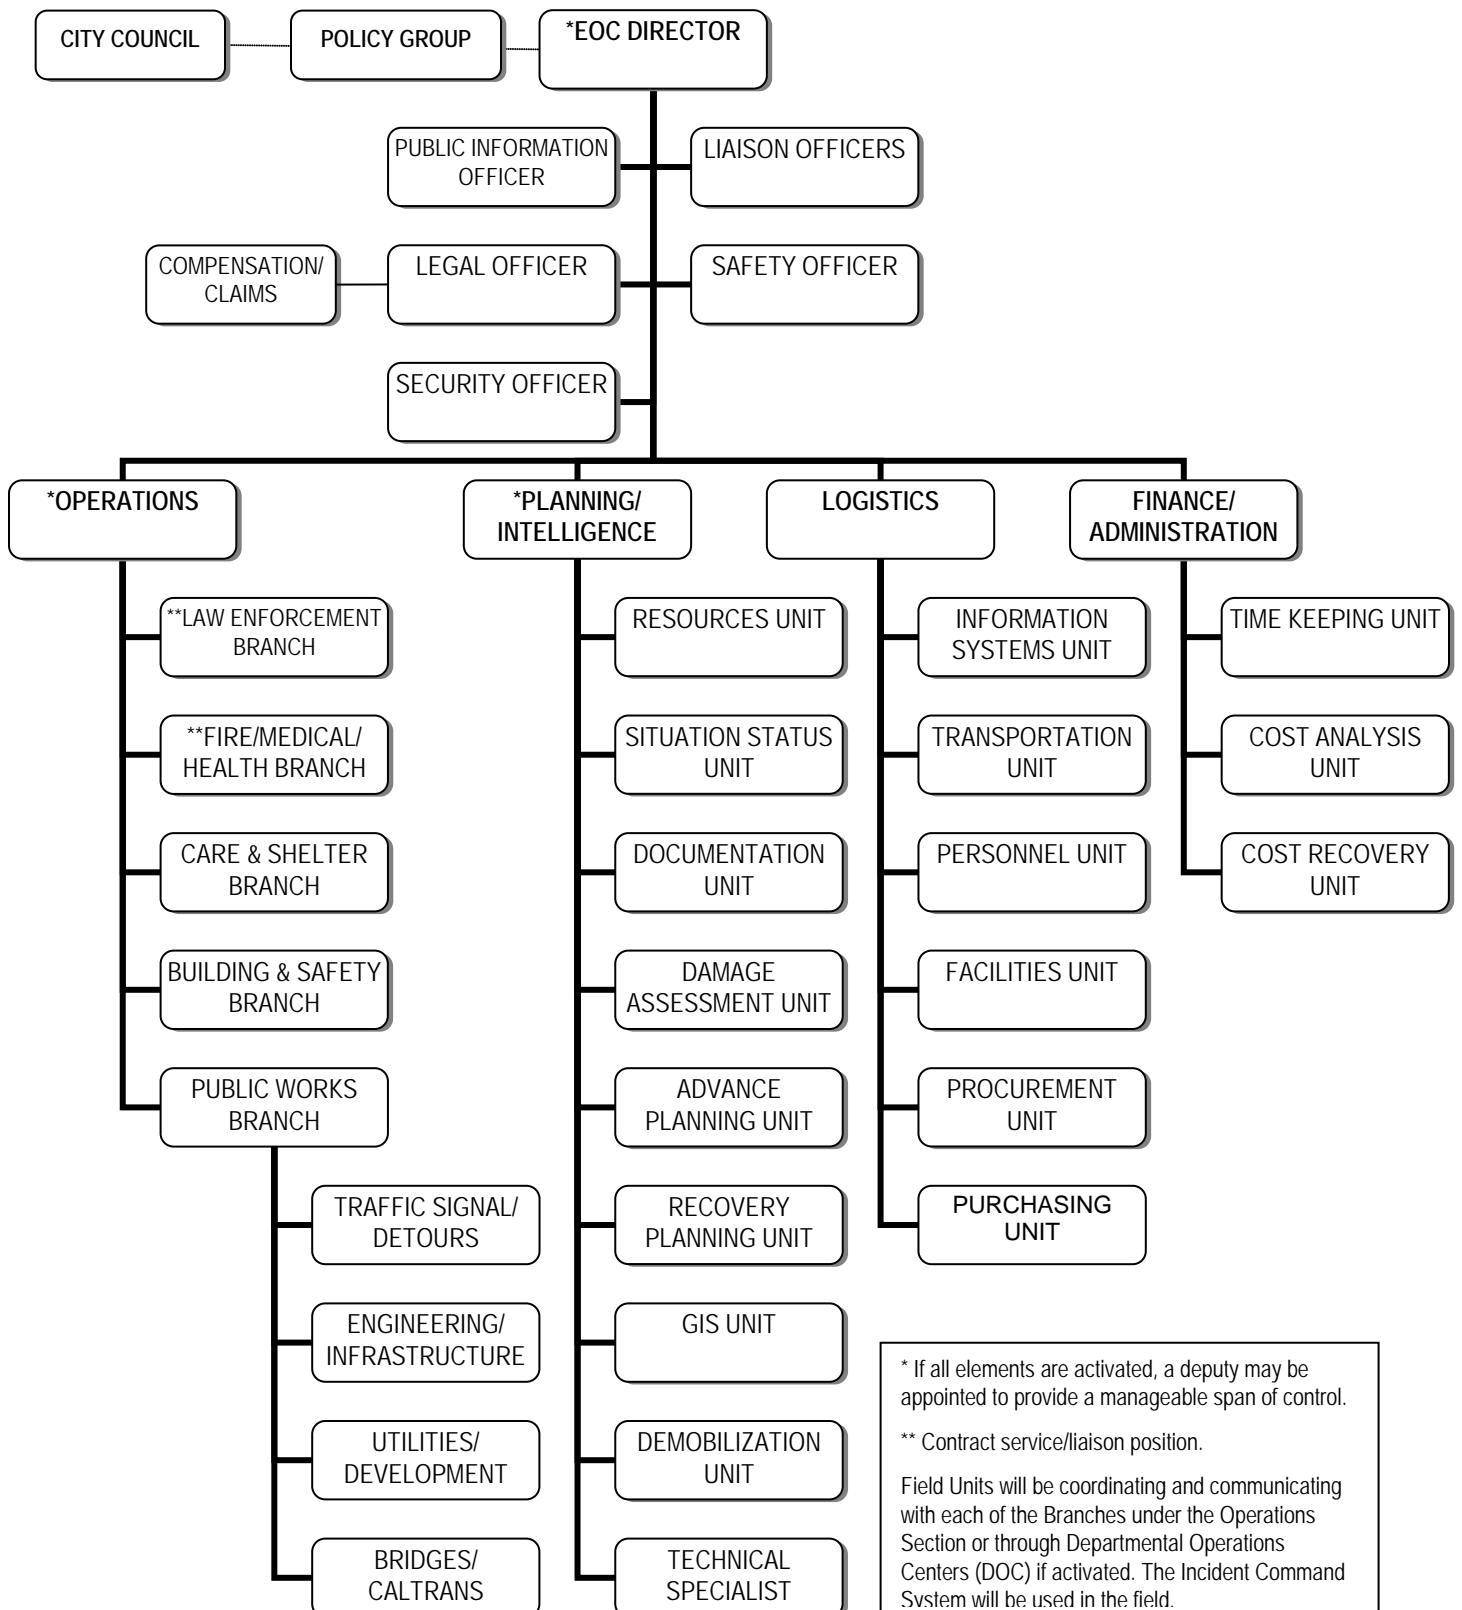 CITY COUNCIL
POLICY GROUP
*EOC DIRECTOR
PUBLIC INFORMATION
OFFICER
LIAISON OFFICERS
COMPENSATION/
CLAIMS
LEGAL OFFICER
SAFETY OFFICER
SECURITY OFFICER
*OPERATIONS
*PLANNING/
INTELLIGENCE
LOGISTICS
FINANCE/
ADMINISTRATION
**LAW ENFORCEMENT
BRANCH
**FIRE/MEDICAL/
HEALTH BRANCH
CARE & SHELTER
BRANCH
BUILDING & SAFETY
BRANCH
PUBLIC WORKS
BRANCH
TRAFFIC SIGNAL/
DETOURS
ENGINEERING/
INFRASTRUCTURE
UTILITIES/
DEVELOPMENT
BRIDGES/
CALTRANS
RESOURCES UNIT
SITUATION STATUS
UNIT
DOCUMENTATION
UNIT
DAMAGE
ASSESSMENT UNIT
ADVANCE
PLANNING UNIT
RECOVERY
PLANNING UNIT
GIS UNIT
DEMOBILIZATION
UNIT
TECHNICAL
SPECIALIST
INFORMATION
SYSTEMS UNIT
TRANSPORTATION
UNIT
PERSONNEL UNIT
FACILITIES UNIT
PROCUREMENT
UNIT
PURCHASING
UNIT
TIME KEEPING UNIT
COST ANALYSIS
UNIT
COST RECOVERY
UNIT
* If all elements are activated, a deputy may be
appointed to provide a manageable span of control.
** Contract service/liaison position.
Field Units will be coordinating and communicating
with each of the Branches under the Operations
Section or through Departmental Operations
Centers (DOC) if activated. The Incident Command
System will be used in the field.